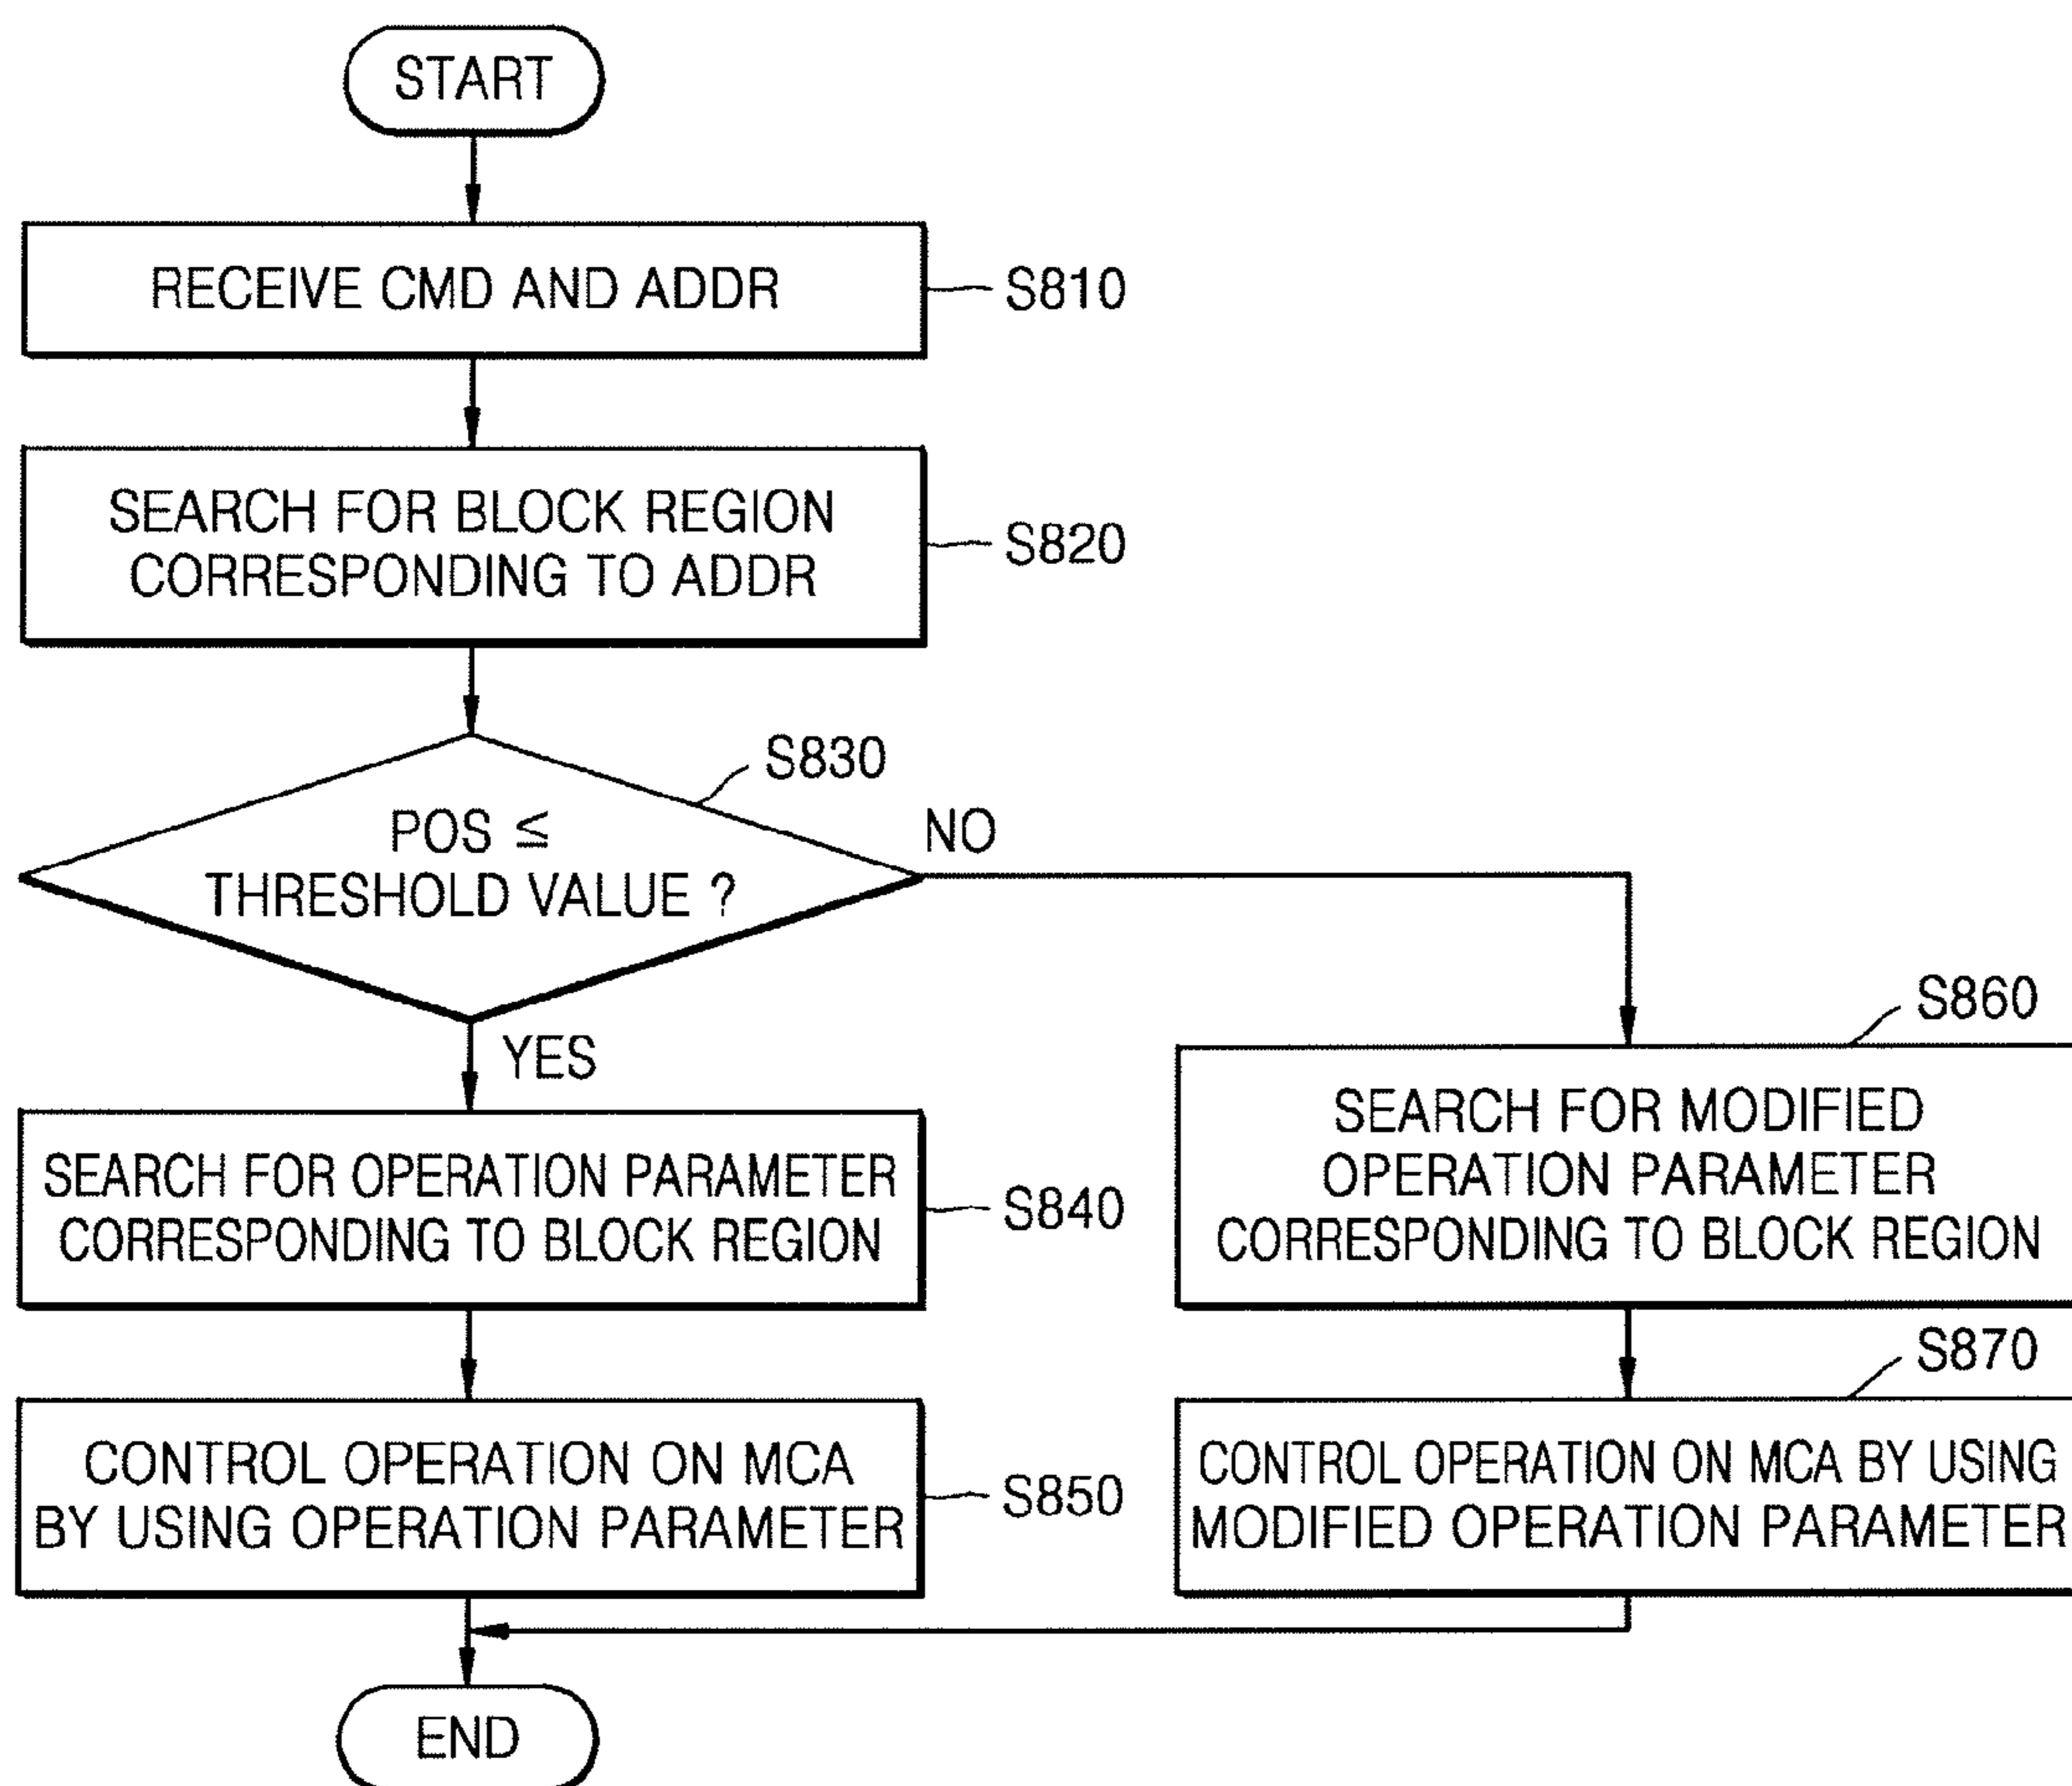 START
RECEIVE CMD AND ADDR
S810
SEARCH FOR BLOCK REGION
CORRESPONDING TO ADDR
S820
S830
POS ≤
THRESHOLD VALUE ?
NO
YES
SEARCH FOR OPERATION PARAMETER
CORRESPONDING TO BLOCK REGION
S840
CONTROL OPERATION ON MCA
BY USING OPERATION PARAMETER
S850
S860
SEARCH FOR MODIFIED
OPERATION PARAMETER
CORRESPONDING TO BLOCK REGION
S870
CONTROL OPERATION ON MCA BY USING
MODIFIED OPERATION PARAMETER
END